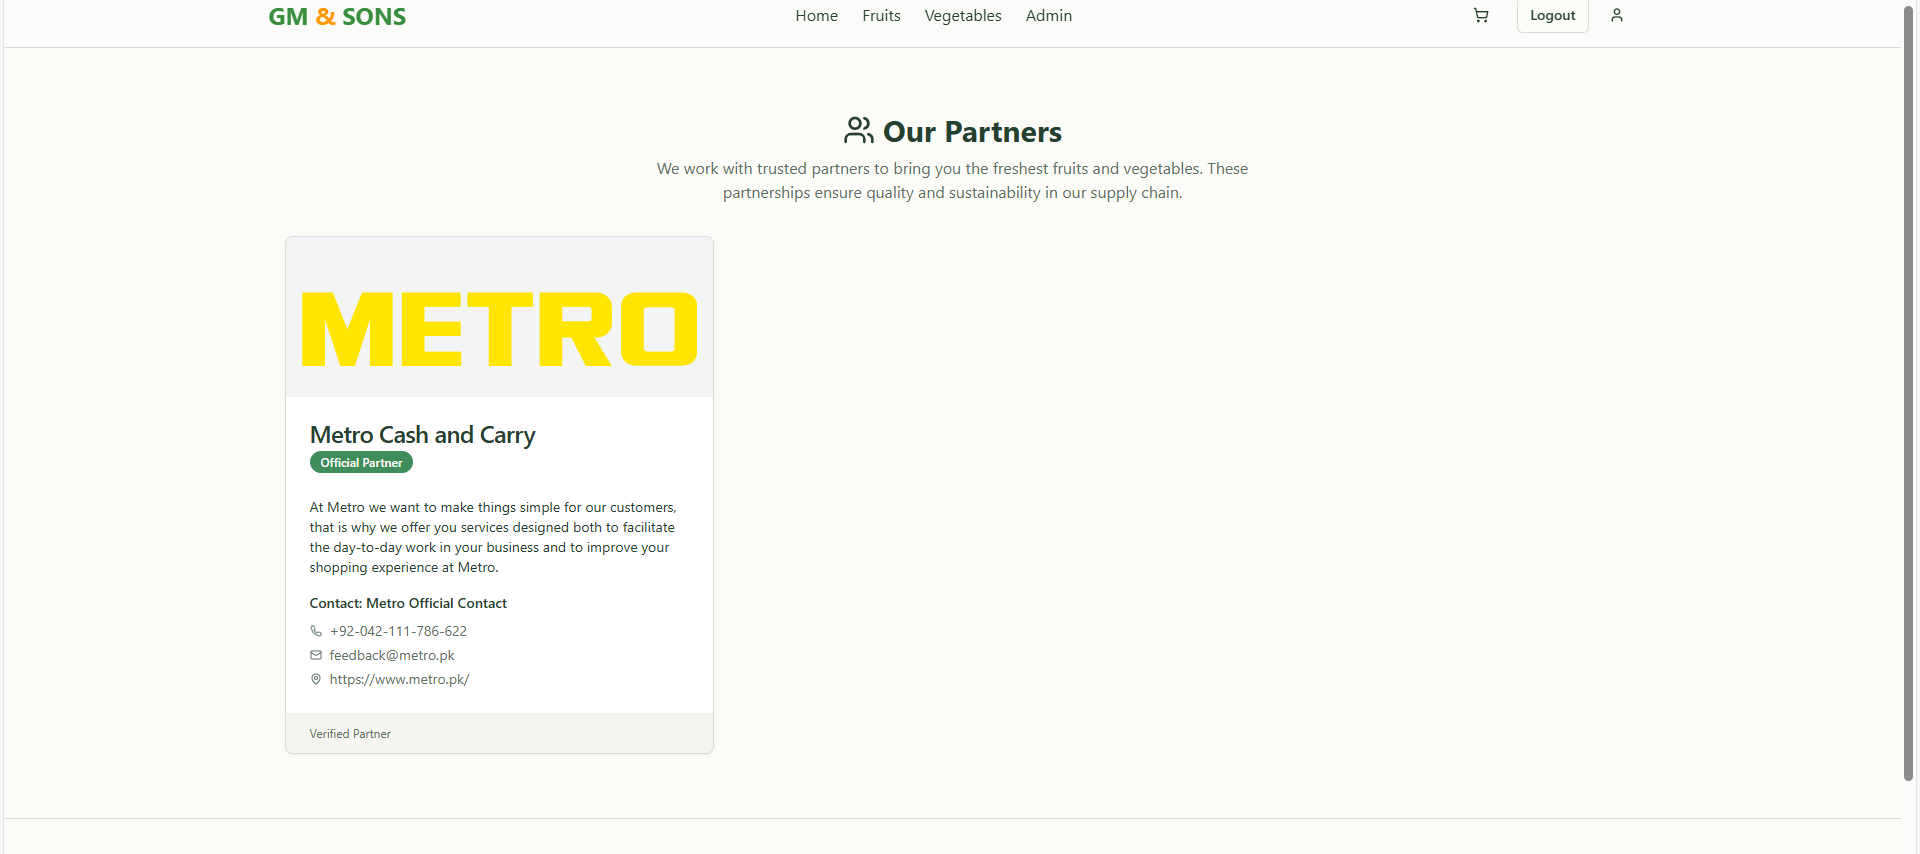 GM & SONS
Home
Fruits
Vegetables
Admin
Logout
Our Partners
We work with trusted partners to bring you the freshest fruits and vegetables. These
partnerships ensure quality and sustainability in our supply chain.
METRO
Metro Cash and Carry
Official Partner
At Metro we want to make things simple for our customers,
that is why we offer you services designed both to facilitate
the day-to-day work in your business and to improve your
shopping experience at Metro.
Contact: Metro Official Contact
+92-042-111-786-622
feedback@metro.pk
https://www.metro.pk/
Verified Partner